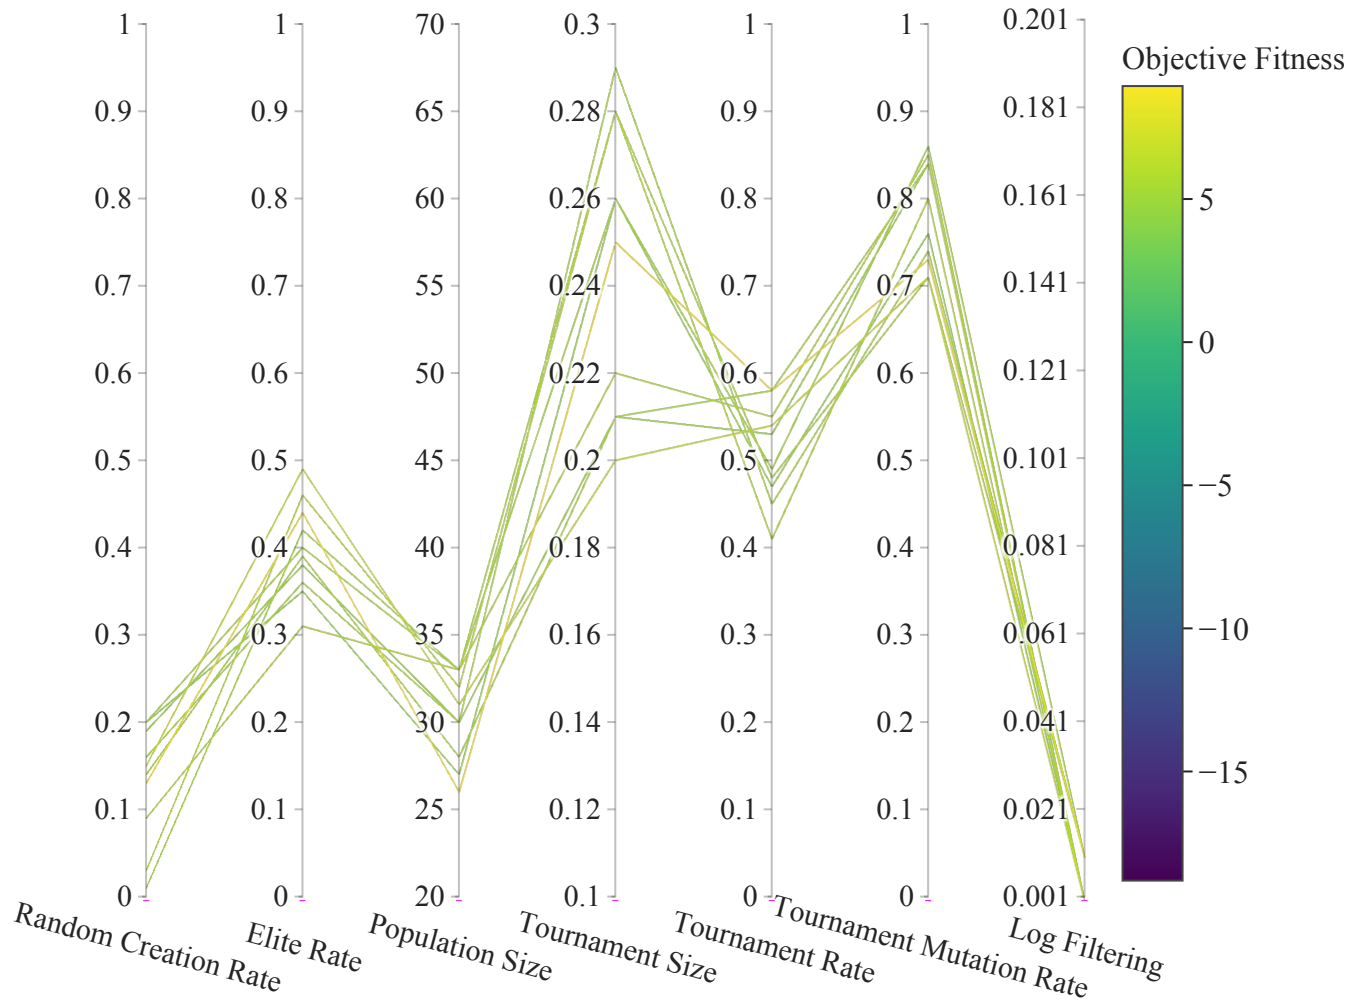 1 1 70 0.3 1 1 0.201
Objective Fitness
0.9 0.9 65 0.28 0.9 0.9 0.181
0.8 0.8 60 0.26 0.8 0.8 0.161 5
0.7 0.7 55 0.24 0.7 0.7 0.141
0.6 0.6 50 0.22 0.6 0.6 0.121 0
0.5 0.5 45 0.2 0.5 0.5 0.101 −5
0.4 0.4 40 0.18 0.4 0.4 0.081
0.3 0.3 35 0.16 0.3 0.3 0.061 −10
0.2 0.2 30 0.14 0.2 0.2 0.041
−15
0.1 0.1 25 0.12 0.1 0.1 0.021
0 0 20 0.1 0 0 0.001
Random Creation Rate
Elite Rate
Population Size
Tournament Size
Tournament Rate
Tournament Mutation Rate
Log Filtering